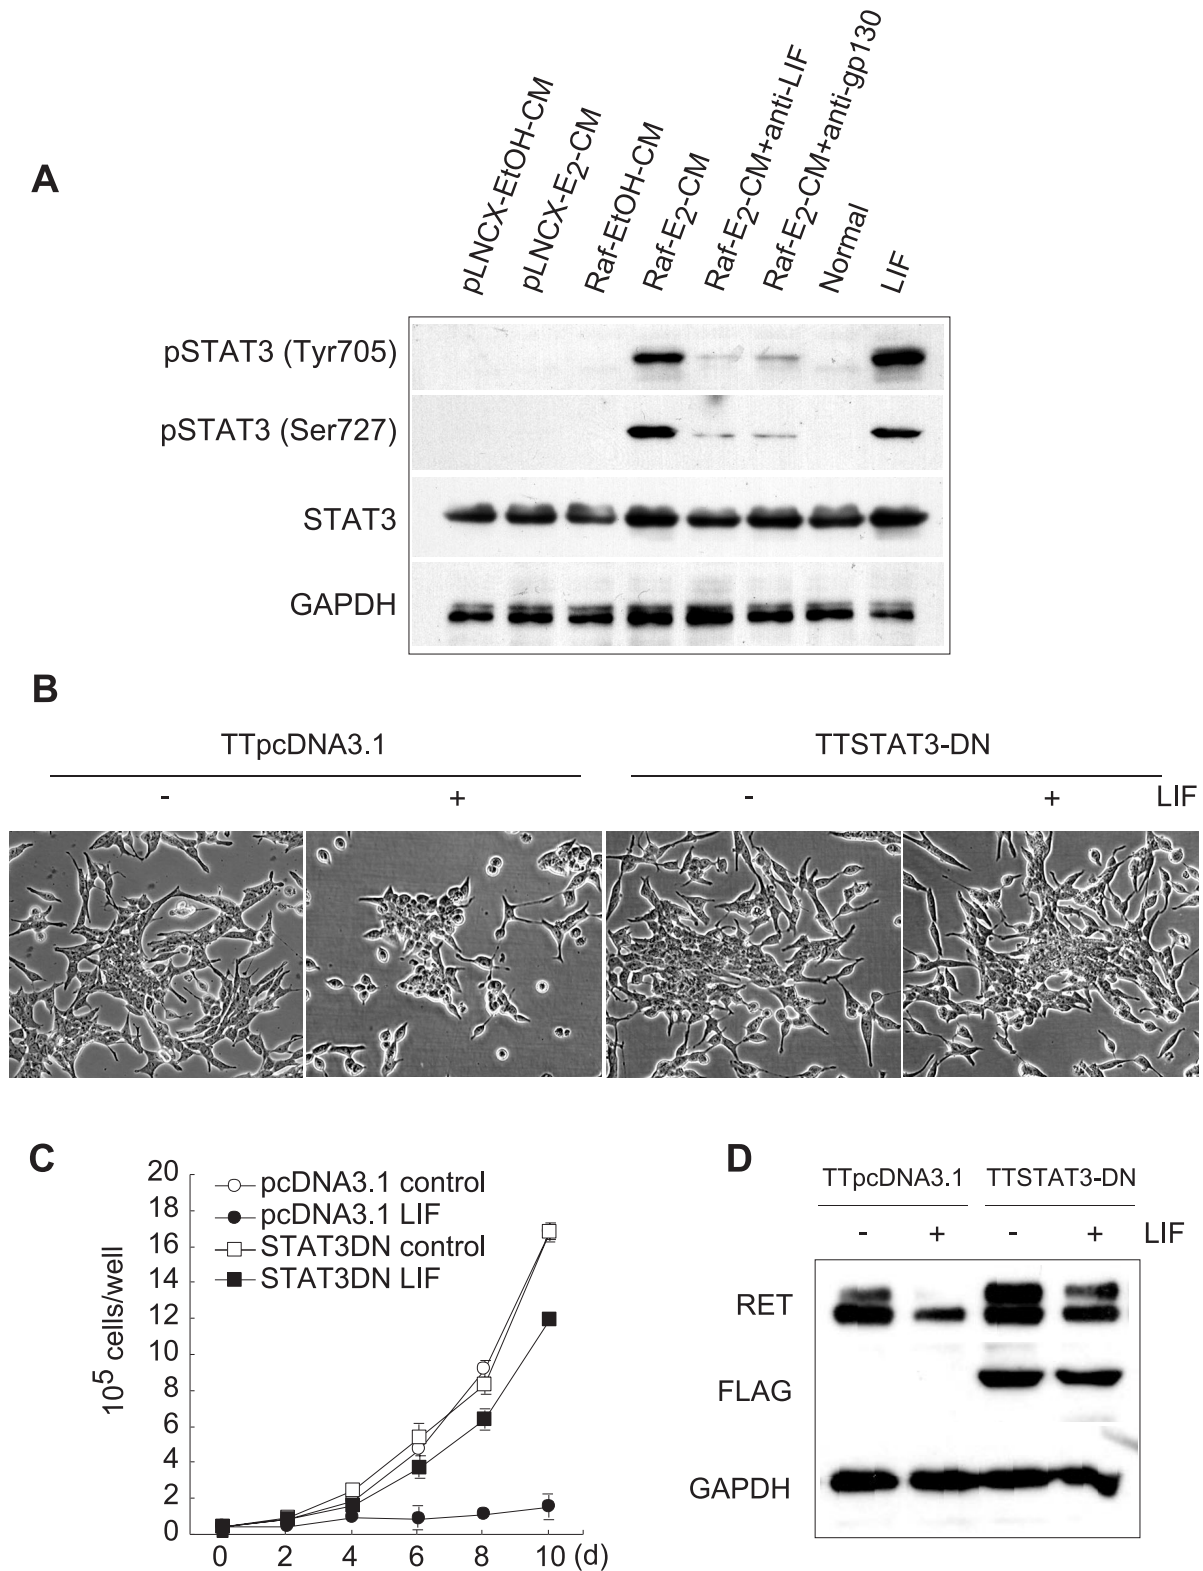 A
pLNCX-EtOH-CM
pLNCX-E2-CM
Raf-EtOH-CM
Raf-E2-CM
Raf-E2-CM+anti-LIF
Raf-E2-CM+anti-gp130
Normal
LIF
pSTAT3 (Tyr705)
pSTAT3 (Ser727)
STAT3
GAPDH
B
TTpcDNA3.1 TTSTAT3-DN
- + - + LIF
C
20
18
16
14
12
10
8
6
4
2
0
10⁵ cells/well
pcDNA3.1 control
pcDNA3.1 LIF
STAT3DN control
STAT3DN LIF
0 2 4 6 8 10 (d)
D
TTpcDNA3.1 TTSTAT3-DN
- + - + LIF
RET
FLAG
GAPDH